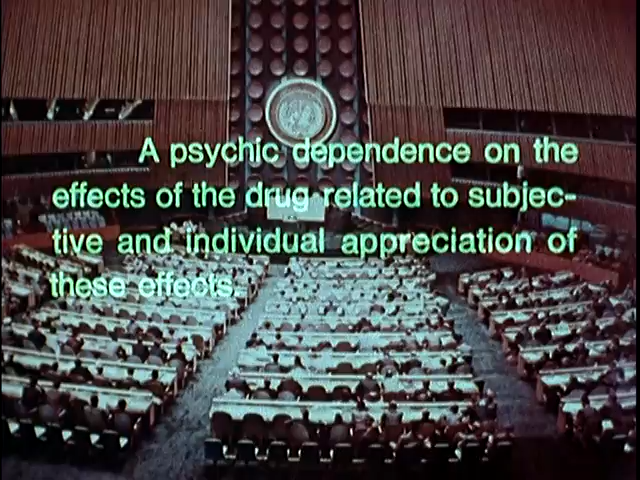 A psychic dependence on the
effects of the drug related to subjec-
tive and individual appreciation of
these effects.